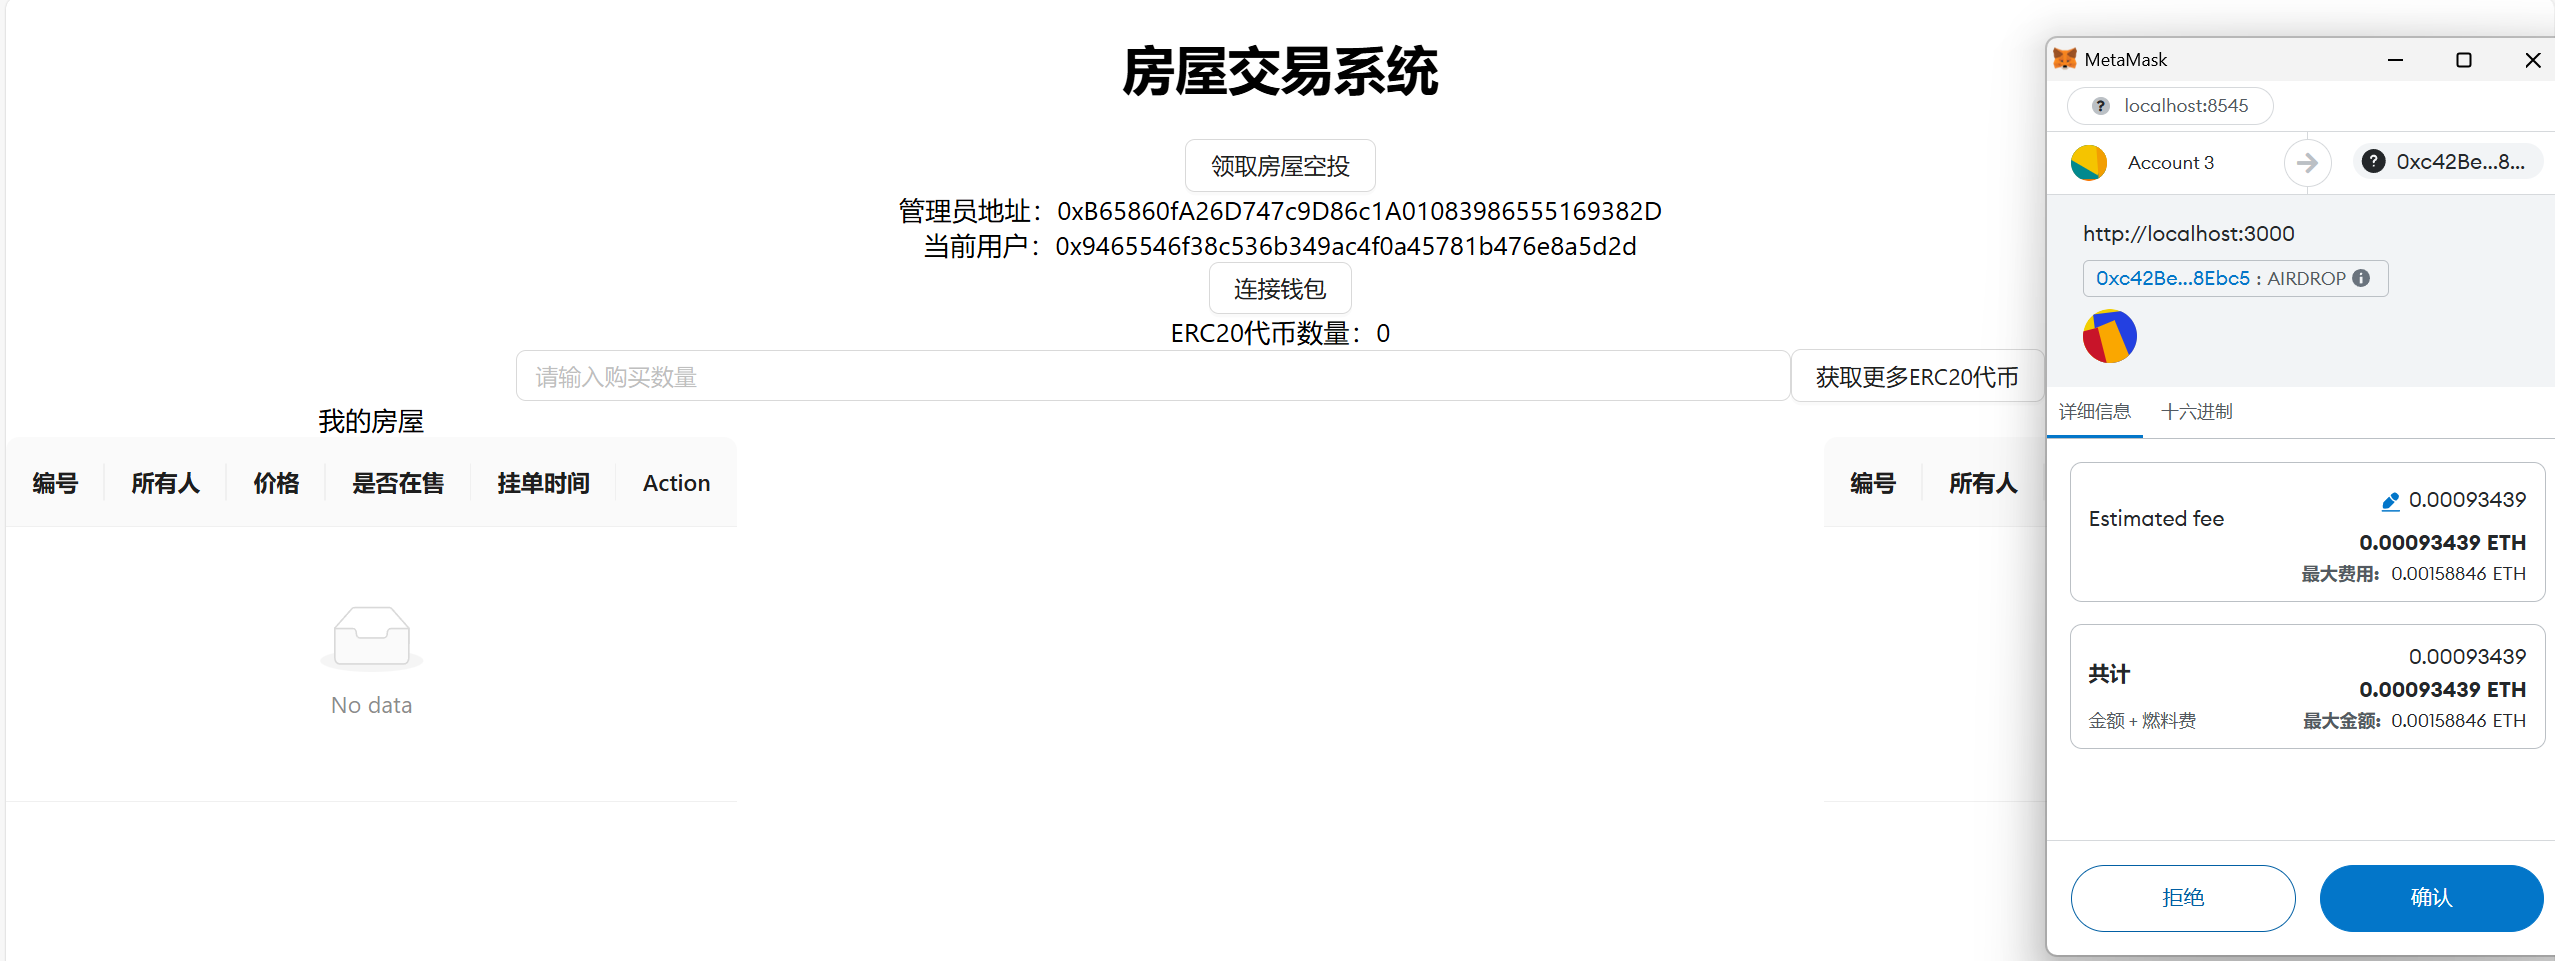 房屋交易系统
领取房屋空投
管理员地址：0xB65860fA26D747c9D86c1A01083986555169382D
当前用户：0x9465546f38c536b349ac4f0a45781b476e8a5d2d
连接钱包
ERC20代币数量：0
请输入购买数量
获取更多ERC20代币
我的房屋
编号 所有人 价格 是否在售 挂单时间 Action
No data
编号 所有人
MetaMask
localhost:8545
Account 3
0xc42Be...8...
http://localhost:3000
0xc42Be...8Ebc5 : AIRDROP
详细信息 十六进制
0.00093439
Estimated fee
0.00093439 ETH
最大费用: 0.00158846 ETH
0.00093439
共计
0.00093439 ETH
金额 + 燃料费 最大金额: 0.00158846 ETH
拒绝 确认